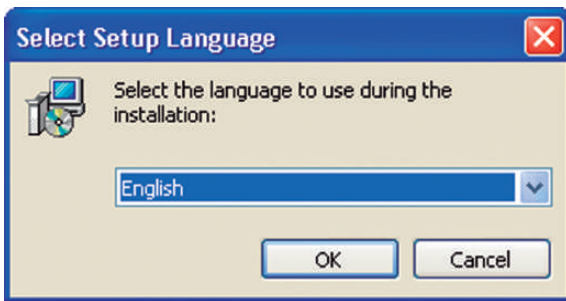 Select Setup Language
Select the language to use during the
installation:
English
OK
Cancel